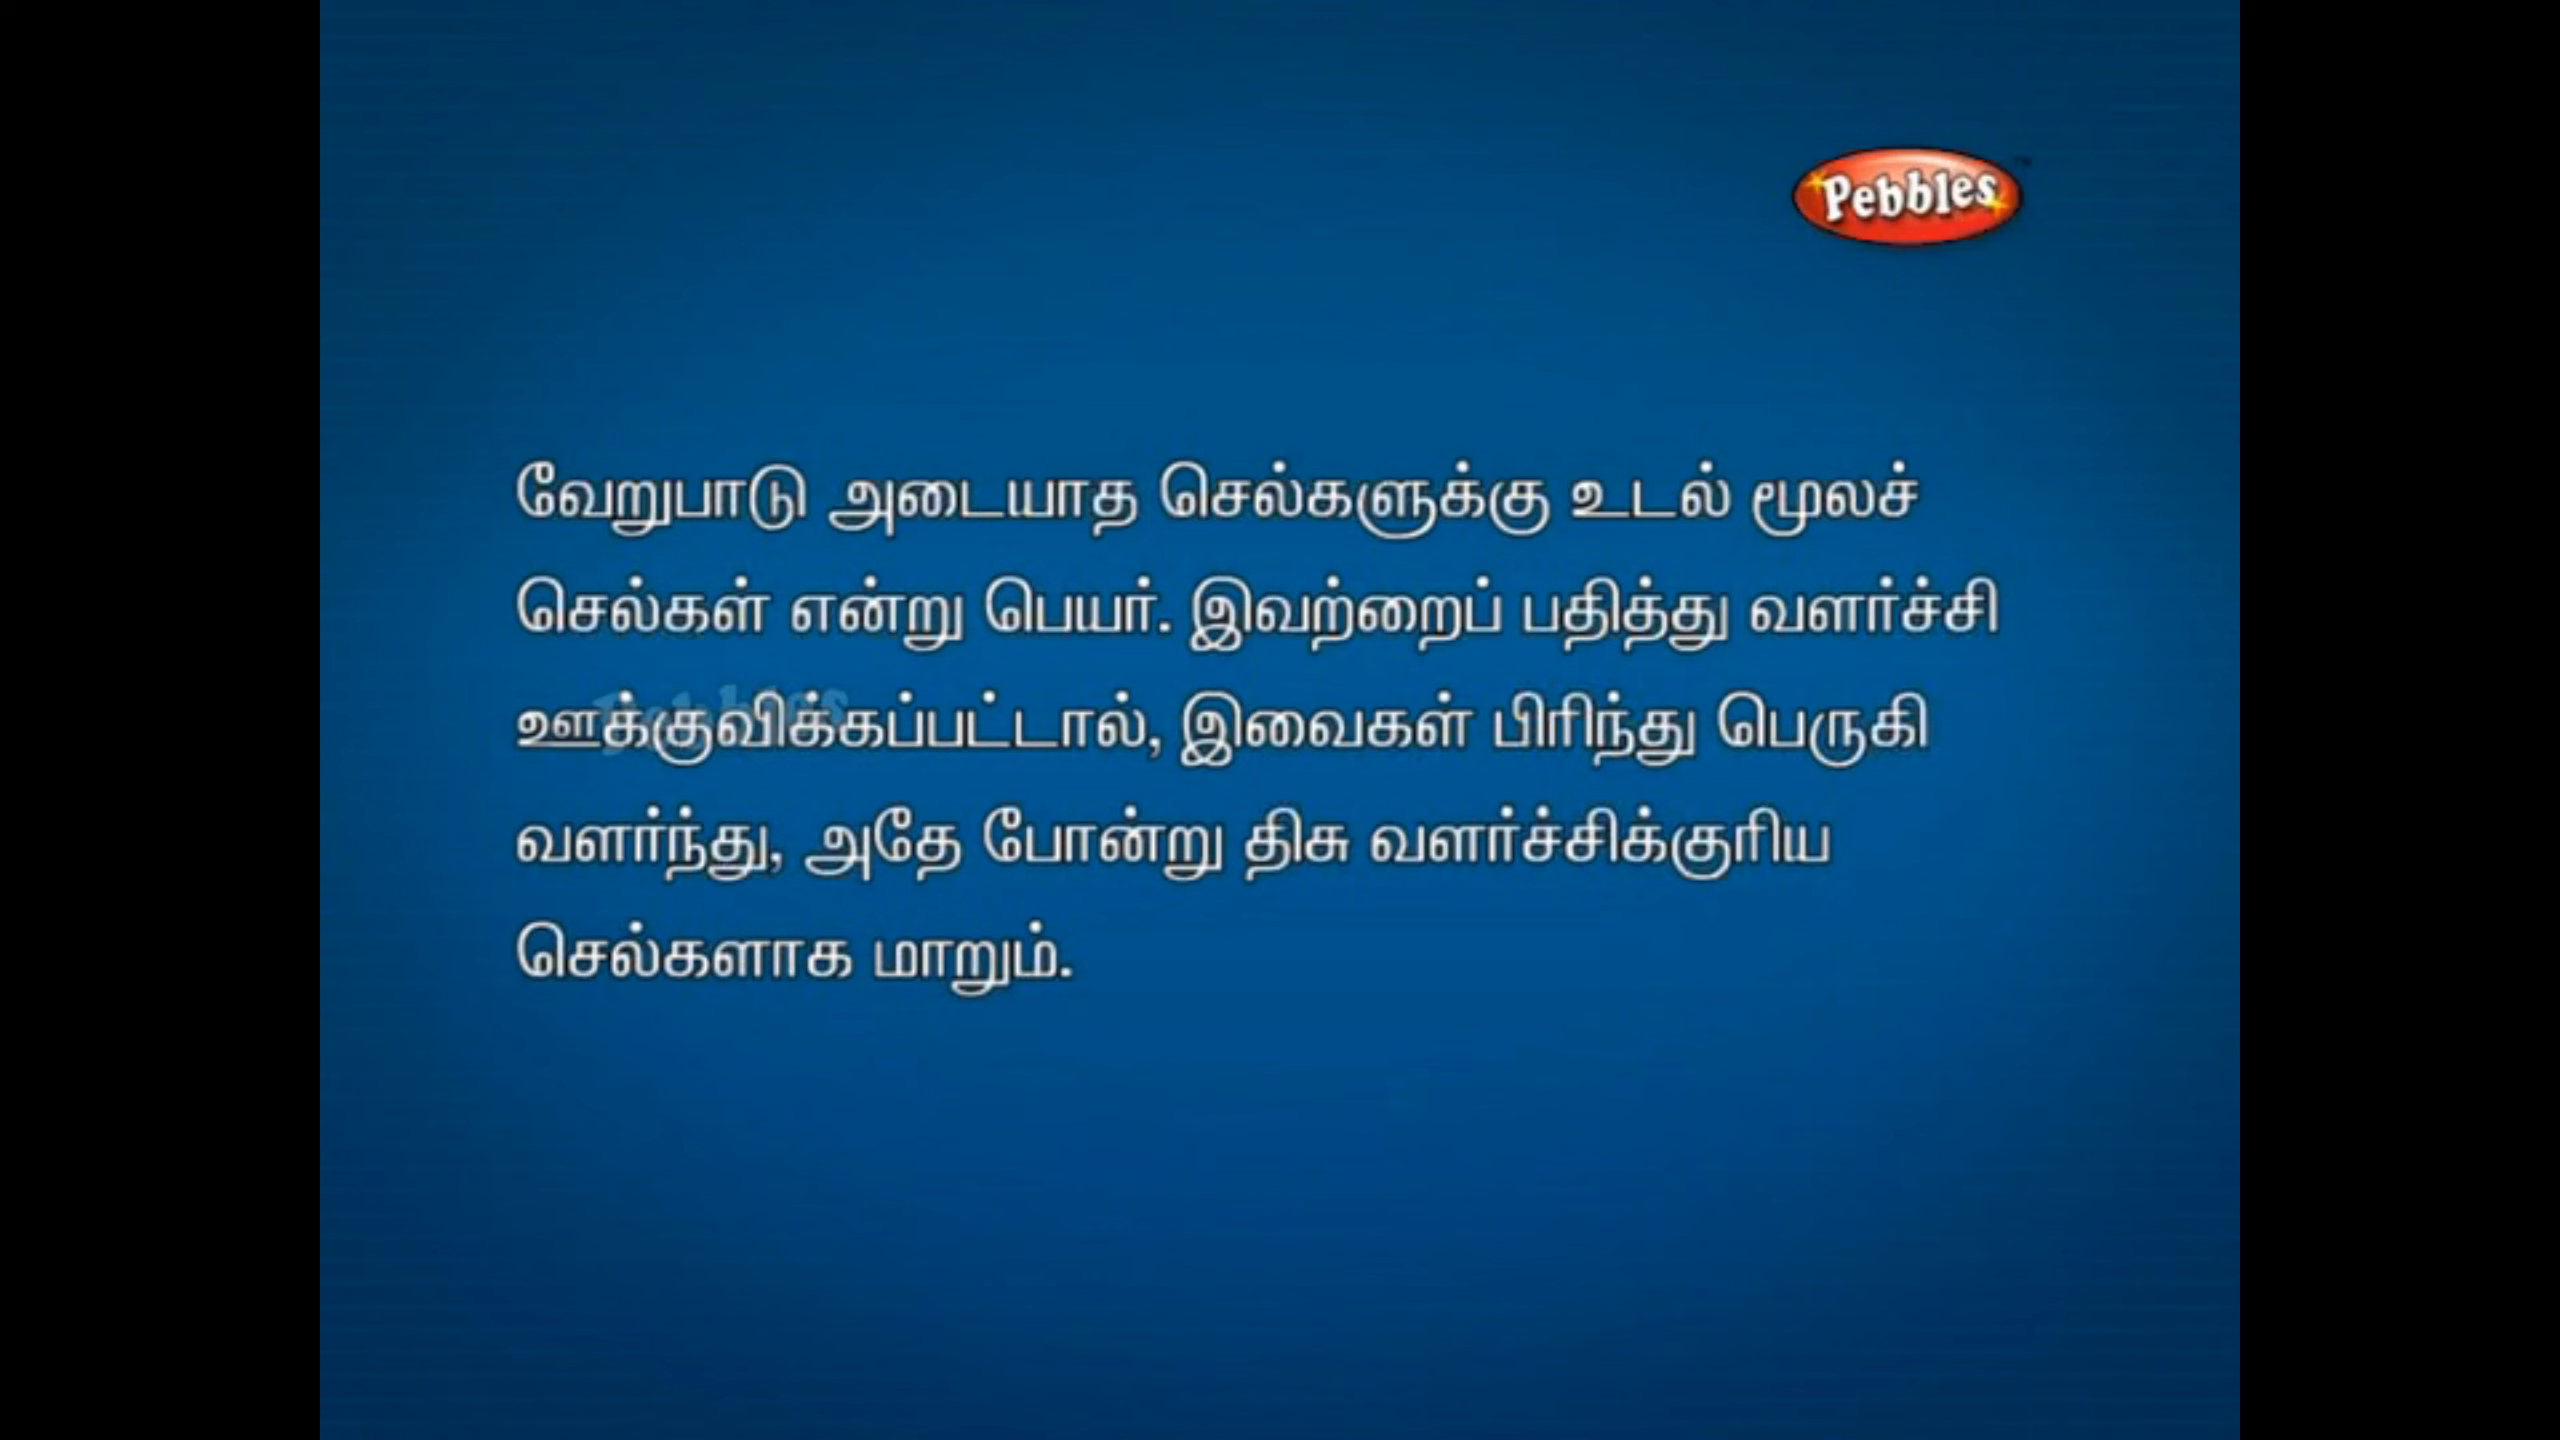 Pebbles
வேறுபாடு அடையாத செல்களுக்கு உடல் மூலச்
செல்கள் என்று பெயர். இவற்றைப் பதித்து வளர்ச்சி
ஊக்குவிக்கப்பட்டால், இவைகள் பிரிந்து பெருகி
வளர்ந்து, அதே போன்று திசு வளர்ச்சிக்குரிய
செல்களாக மாறும்.
Pebbles